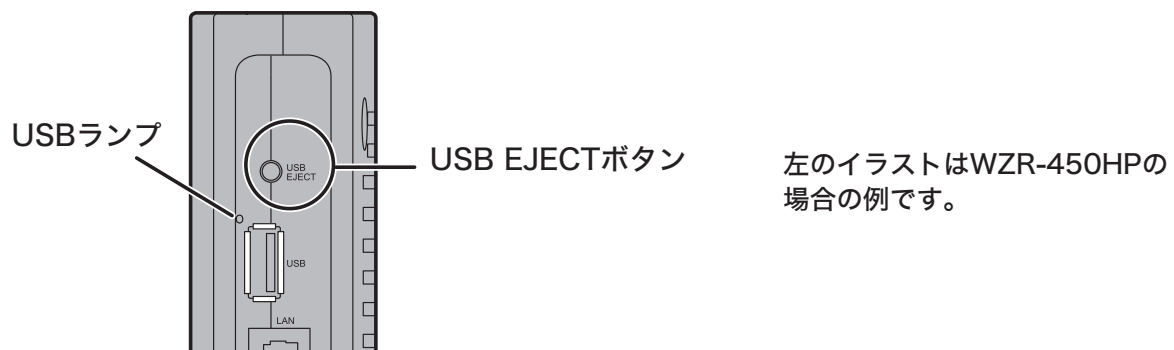 USBランプ
USB EJECTボタン
左のイラストはWZR-450HPの
場合の例です。
USB
EJECT
USB
LAN